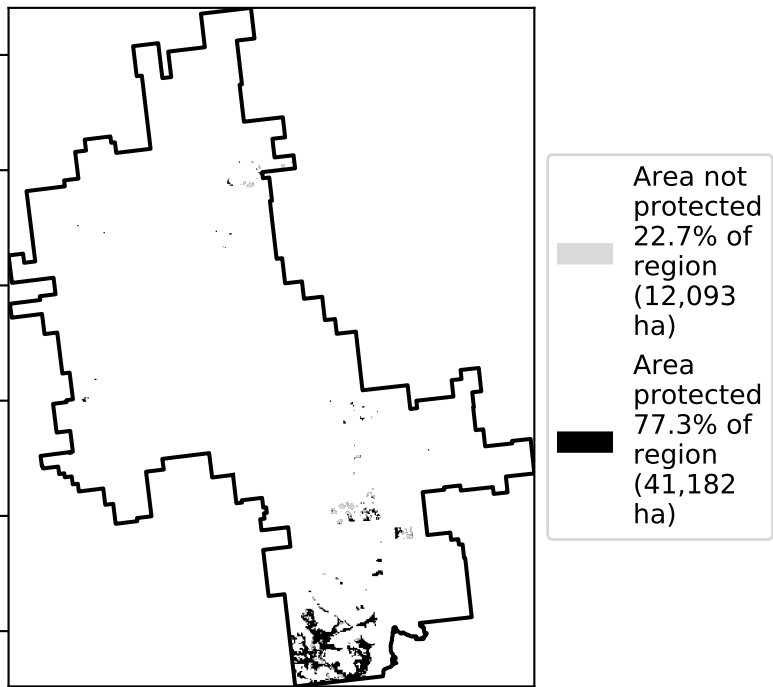 Area not
protected
22.7% of
region
(12,093
ha)
Area
protected
77.3% of
region
(41,182
ha)